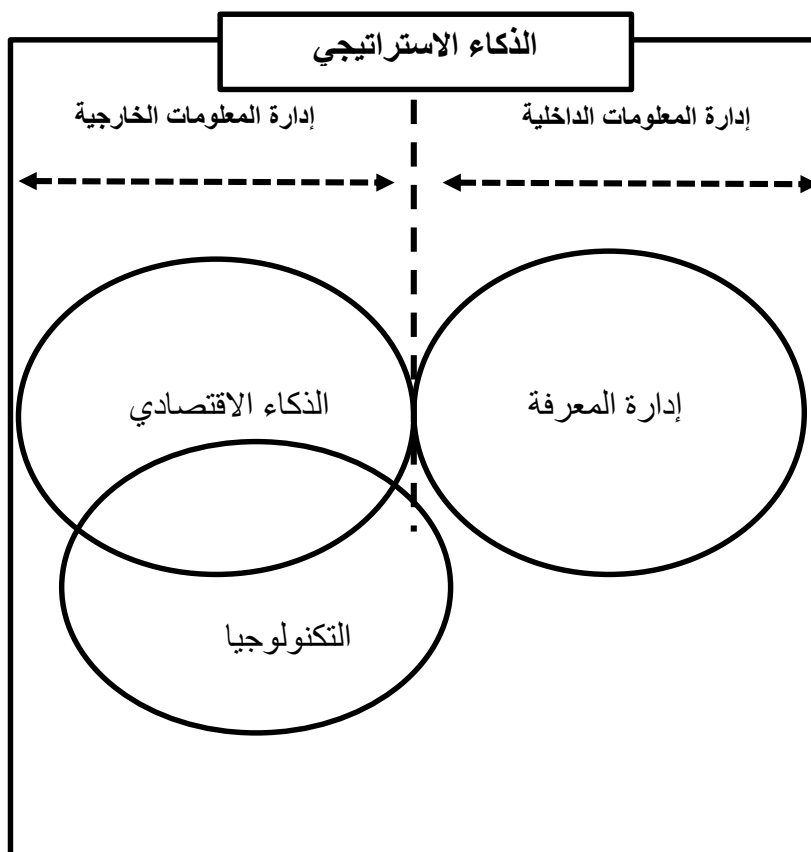 الذكاء الاستراتيجي
إدارة المعلومات الداخلية
إدارة المعلومات الخارجية
إدارة المعرفة
الذكاء الاقتصادي
التكنولوجيا